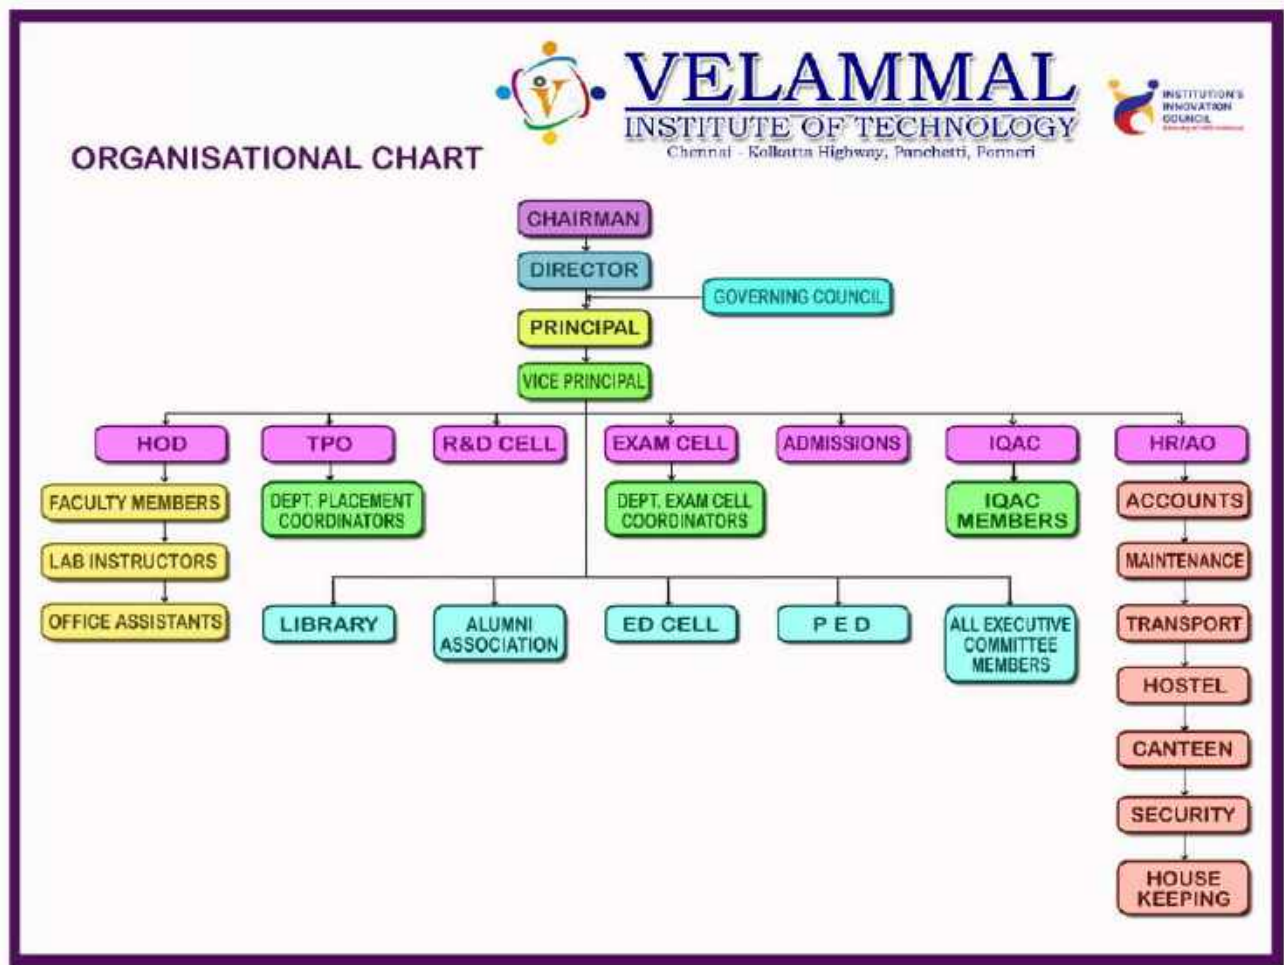 VELAMMAL
INSTITUTE OF TECHNOLOGY
Chennai - Kolkatta Highway, Panchetti, Ponneri
INSTITUTION'S
INNOVATION
COUNCIL
ORGANISATIONAL CHART
CHAIRMAN
DIRECTOR
GOVERNING COUNCIL
PRINCIPAL
VICE PRINCIPAL
HOD
TPO
R&D CELL
EXAM CELL
ADMISSIONS
IQAC
HR/AO
FACULTY MEMBERS
DEPT. PLACEMENT
COORDINATORS
DEPT. EXAM CELL
COORDINATORS
IQAC
MEMBERS
ACCOUNTS
LAB INSTRUCTORS
MAINTENANCE
OFFICE ASSISTANTS
LIBRARY
ALUMNI
ASSOCIATION
ED CELL
P E D
ALL EXECUTIVE
COMMITTEE
MEMBERS
TRANSPORT
HOSTEL
CANTEEN
SECURITY
HOUSE
KEEPING